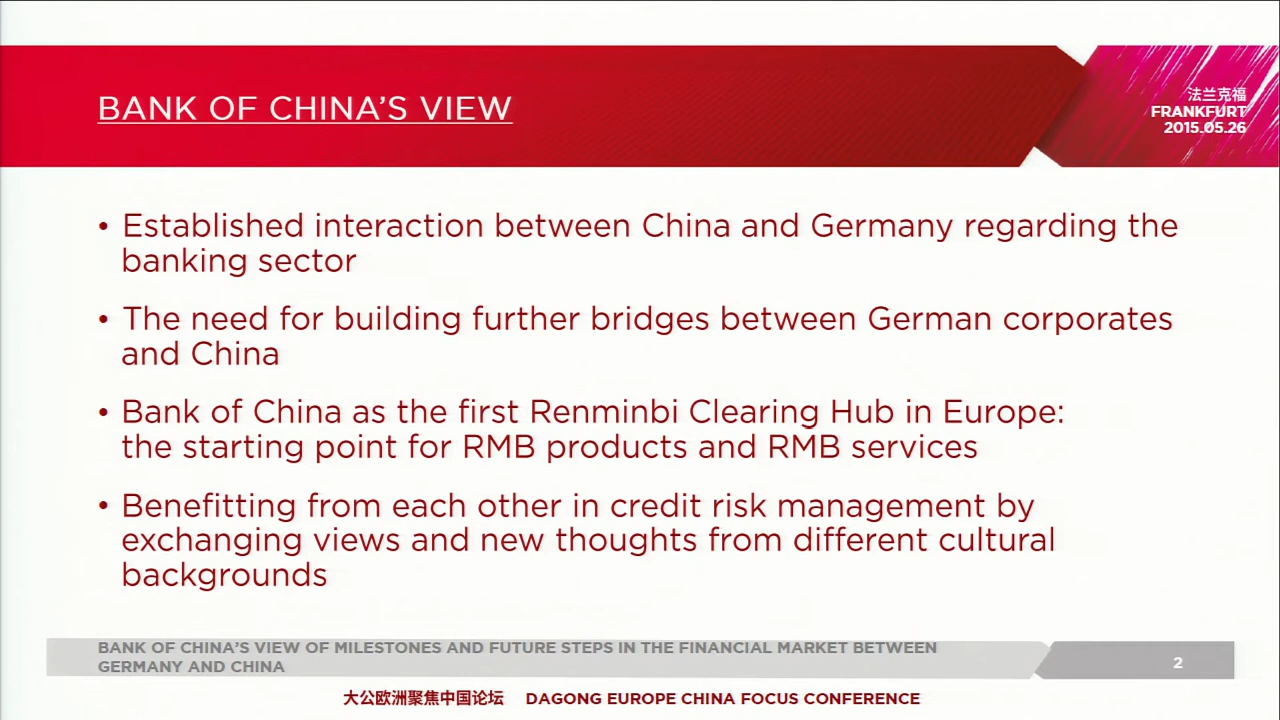 BANK OF CHINA'S VIEW
法兰克福
FRANKFURT
2015.05.26
• Established interaction between China and Germany regarding the
banking sector
• The need for building further bridges between German corporates
and China
• Bank of China as the first Renminbi Clearing Hub in Europe:
the starting point for RMB products and RMB services
• Benefitting from each other in credit risk management by
exchanging views and new thoughts from different cultural
backgrounds
BANK OF CHINA'S VIEW OF MILESTONES AND FUTURE STEPS IN THE FINANCIAL MARKET BETWEEN
GERMANY AND CHINA
2
大公欧洲聚焦中国论坛 DAGONG EUROPE CHINA FOCUS CONFERENCE